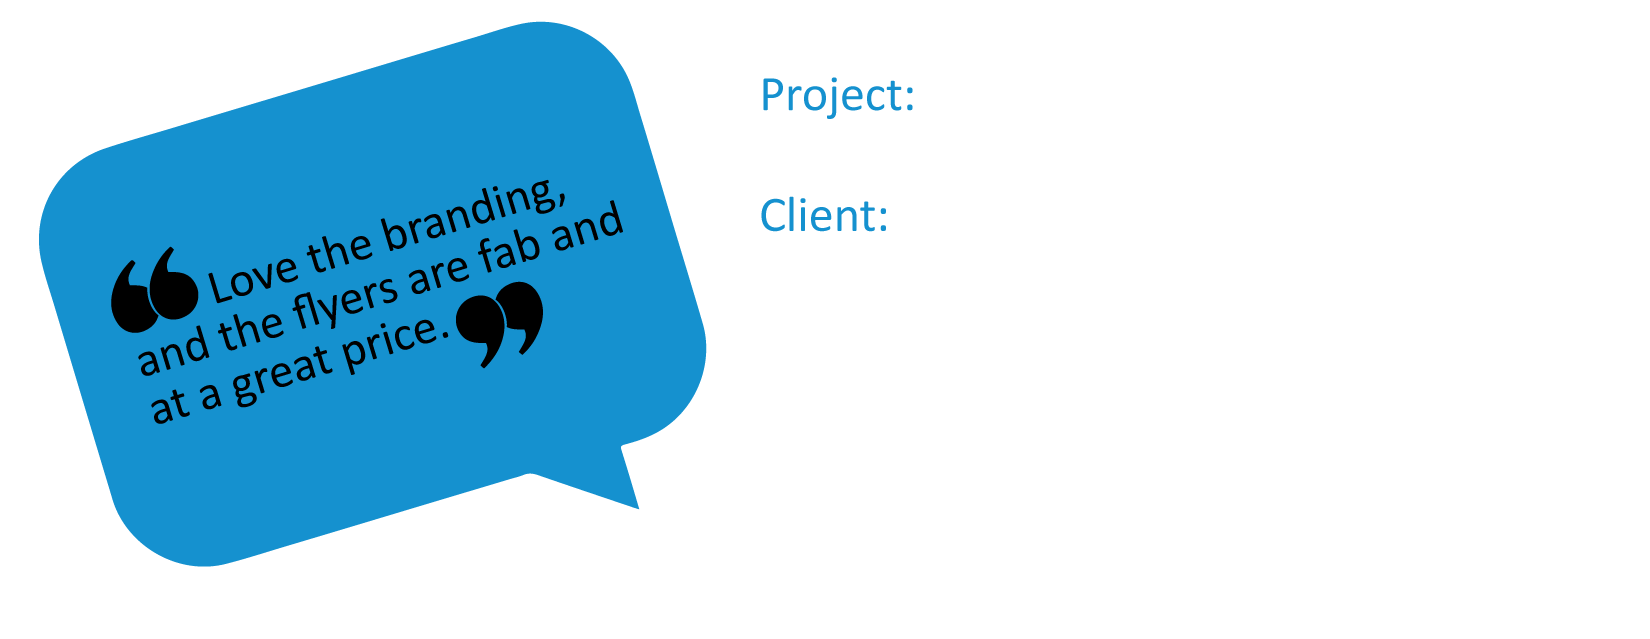 “Love the branding,
and the flyers are fab and
at a great price.”
Project:
Client: